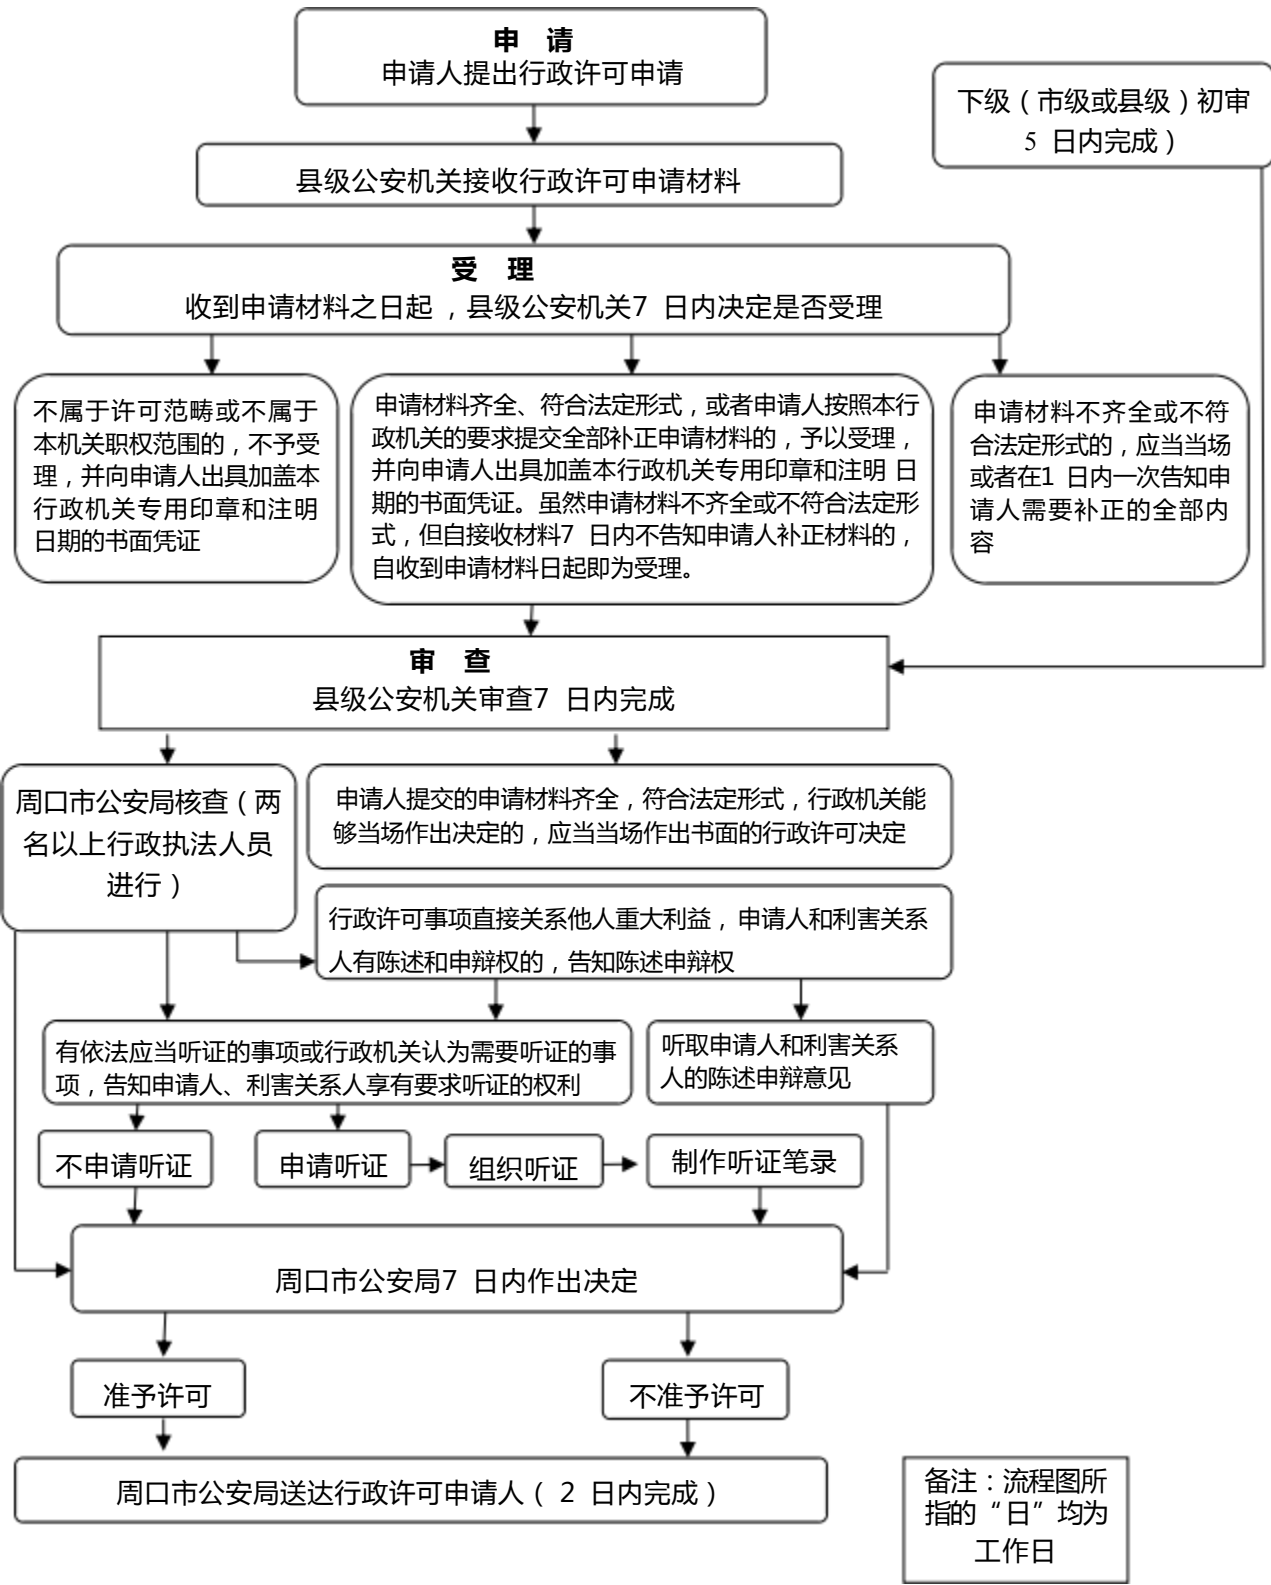 申 请
申请人提出行政许可申请
下级（市级或县级）初审
5 日内完成）
县级公安机关接收行政许可申请材料
受 理
收到申请材料之日起，县级公安机关7 日内决定是否受理
不属于许可范畴或不属于
本机关职权范围的，不予受
理，并向申请人出具加盖本
行政机关专用印章和注明
日期的书面凭证
申请材料齐全、符合法定形式，或者申请人按照本行
政机关的要求提交全部补正申请材料的，予以受理，
并向申请人出具加盖本行政机关专用印章和注明 日
期的书面凭证。虽然申请材料不齐全或不符合法定形
式，但自接收材料7 日内不告知申请人补正材料的，
自收到申请材料日起即为受理。
申请材料不齐全或不符
合法定形式的，应当当场
或者在1 日内一次告知申
请人需要补正的全部内
容
审 查
县级公安机关审查7 日内完成
周口市公安局核查（两
名以上行政执法人员
进行）
申请人提交的申请材料齐全，符合法定形式，行政机关能
够当场作出决定的，应当当场作出书面的行政许可决定
行政许可事项直接关系他人重大利益，申请人和利害关系
人有陈述和申辩权的，告知陈述申辩权
有依法应当听证的事项或行政机关认为需要听证的事
项，告知申请人、利害关系人享有要求听证的权利
听取申请人和利害关系
人的陈述申辩意见
不申请听证
申请听证
组织听证
制作听证笔录
周口市公安局7 日内作出决定
准予许可
不准予许可
周口市公安局送达行政许可申请人（ 2 日内完成）
备注：流程图所
指的“日”均为
工作日